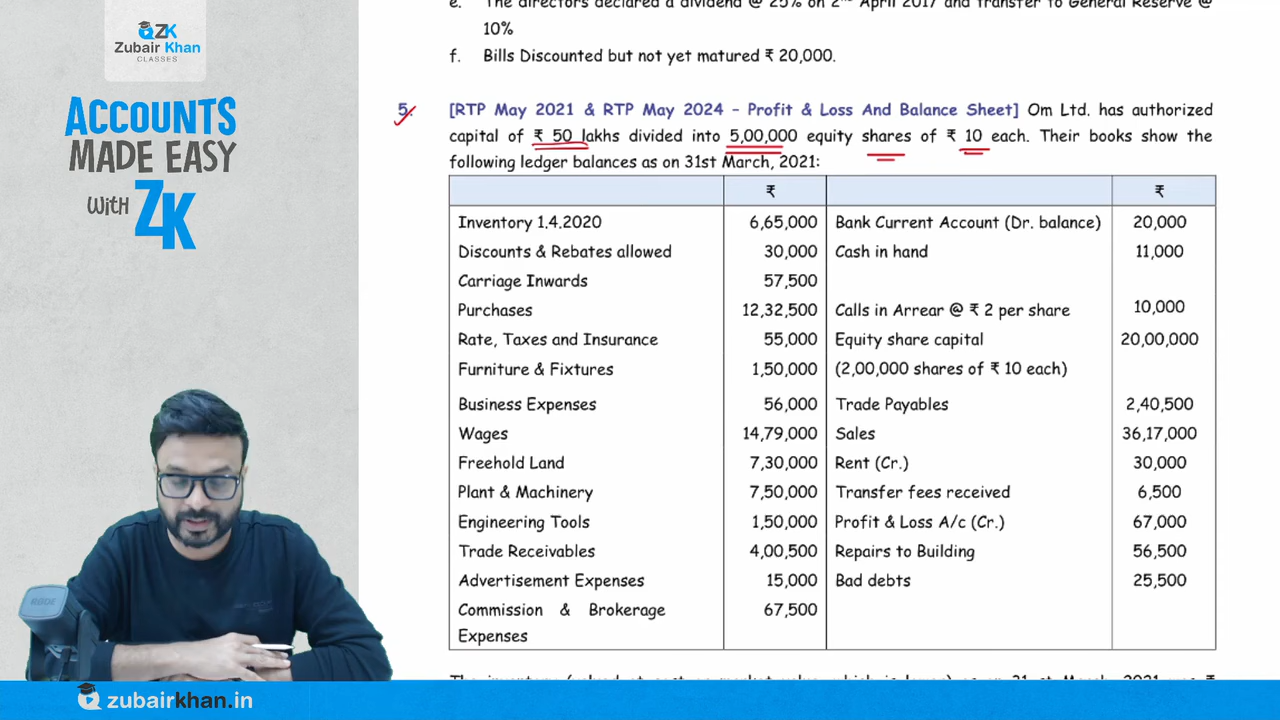 ZK
Zubair Khan
CLASSES
ACCOUNTS
MADE EASY
WITH ZK
e. The directors declared a dividend @ 25% on 2nd April 2017 and transfer to General Reserve @
10%
f. Bills Discounted but not yet matured ₹ 20,000.
5. [RTP May 2021 & RTP May 2024 – Profit & Loss And Balance Sheet] Om Ltd. has authorized
capital of ₹ 50 lakhs divided into 5,00,000 equity shares of ₹ 10 each. Their books show the
following ledger balances as on 31st March, 2021:
₹ ₹
Inventory 1.4.2020 6,65,000 Bank Current Account (Dr. balance) 20,000
Discounts & Rebates allowed 30,000 Cash in hand 11,000
Carriage Inwards 57,500
Purchases 12,32,500 Calls in Arrear @ ₹ 2 per share 10,000
Rate, Taxes and Insurance 55,000 Equity share capital 20,00,000
Furniture & Fixtures 1,50,000 (2,00,000 shares of ₹ 10 each)
Business Expenses 56,000 Trade Payables 2,40,500
Wages 14,79,000 Sales 36,17,000
Freehold Land 7,30,000 Rent (Cr.) 30,000
Plant & Machinery 7,50,000 Transfer fees received 6,500
Engineering Tools 1,50,000 Profit & Loss A/c (Cr.) 67,000
Trade Receivables 4,00,500 Repairs to Building 56,500
Advertisement Expenses 15,000 Bad debts 25,500
Commission & Brokerage 67,500
Expenses
RODE
zubairkhan.in